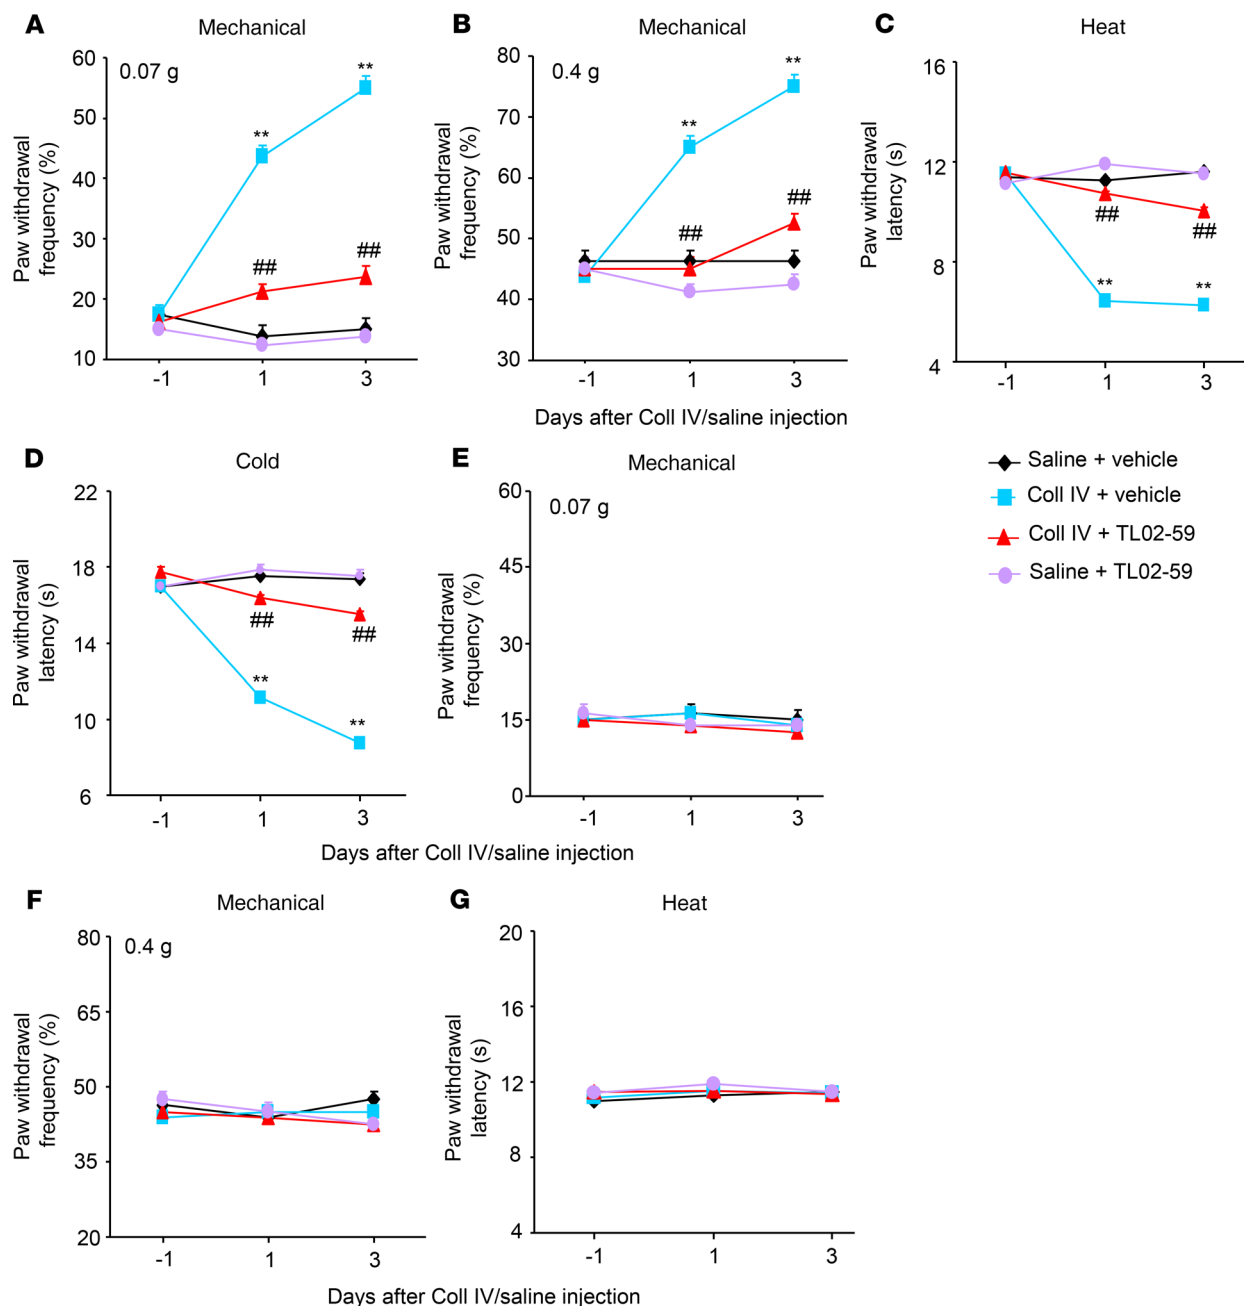 A
Mechanical
0.07 g
Paw withdrawal
frequency (%)
60
50
40
30
20
10
-1 1 3
**
**
##
##
B
Mechanical
0.4 g
Paw withdrawal
frequency (%)
80
70
60
50
40
30
-1 1 3
**
**
##
##
C
Heat
Paw withdrawal
latency (s)
16
12
8
4
-1 1 3
##
##
**
**
Days after Coll IV/saline injection
D
Cold
Paw withdrawal
latency (s)
22
18
14
10
6
-1 1 3
##
##
**
**
E
Mechanical
0.07 g
Paw withdrawal
frequency (%)
60
45
30
15
0
-1 1 3
Saline + vehicle
Coll IV + vehicle
Coll IV + TL02-59
Saline + TL02-59
Days after Coll IV/saline injection
F
Mechanical
0.4 g
Paw withdrawal
frequency (%)
80
65
50
35
20
-1 1 3
G
Heat
Paw withdrawal
latency (s)
20
16
12
8
4
-1 1 3
Days after Coll IV/saline injection